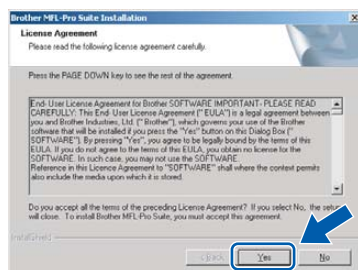 Brother MFL-Pro Suite Installation
License Agreement
Please read the following license agreement carefully.
Press the PAGE DOWN key to see the rest of the agreement.
End- User License Agreement for Brother SOFTWARE IMPORTANT- PLEASE READ
CAREFULLY: This End- User License Agreement ("EULA") is a legal agreement between
you and Brother Industries, Ltd. ("Brother"), which governs your use of the Brother
software that will be installed if you press the "Yes" button on this Dialog Box ("
SOFTWARE"). By pressing "Yes", you agree to be legally bound by the terms of this
EULA. If you do not agree to the terms of this EULA, you obtain no license for the
SOFTWARE. In such case, you may not use the SOFTWARE.
Reference in this Licence Agreement to "SOFTWARE" shall where the context permits
also include the media upon which it is stored.
Do you accept all the terms of the preceding License Agreement? If you select No, the setup
will close. To install Brother MFL-Pro Suite, you must accept this agreement.
InstallShield
< Back
Yes
No